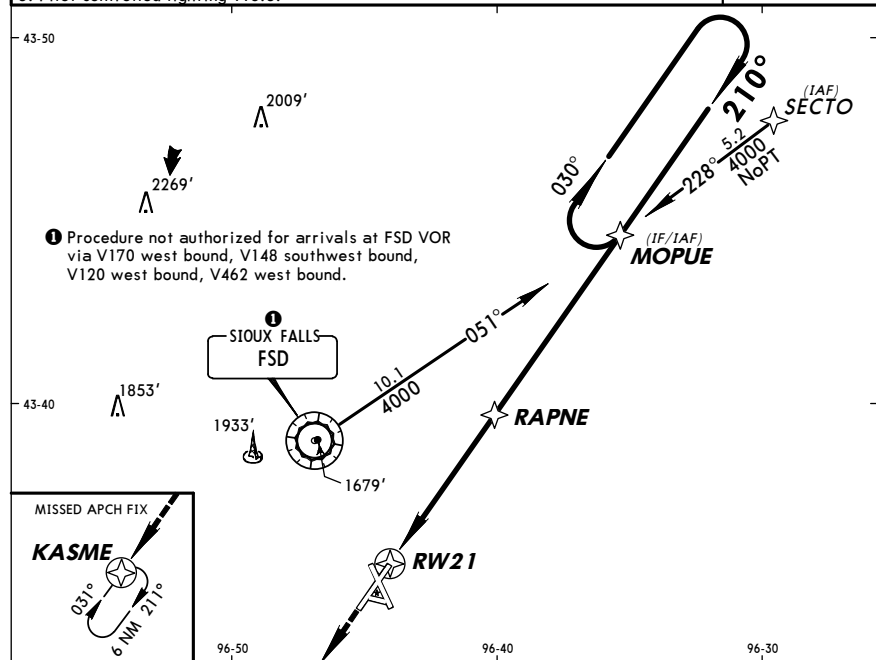 43-50
2009'
2269'
210°
(IAF)
SECTO
5.2
228°
4000
NoPT
030°
❶ Procedure not authorized for arrivals at FSD VOR
via V170 west bound, V148 southwest bound,
V120 west bound, V462 west bound.
(IF/IAF)
MOPUE
❶
SIOUX FALLS
FSD
051°
10.1
4000
43-40
1853'
1933'
RAPNE
1679'
MISSED APCH FIX
KASME
031°
6 NM 211°
RW21
96-50
96-40
96-30